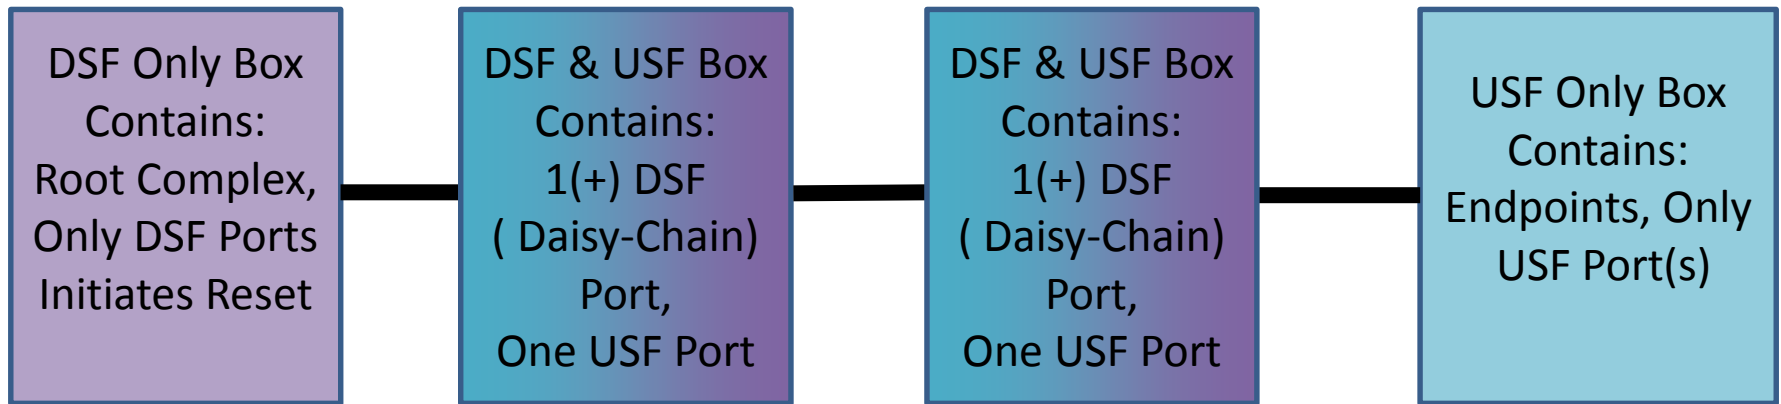 DSF Only Box
Contains:
Root Complex,
Only DSF Ports
Initiates Reset
DSF & USF Box
Contains:
1(+) DSF
( Daisy-Chain)
Port,
One USF Port
DSF & USF Box
Contains:
1(+) DSF
( Daisy-Chain)
Port,
One USF Port
USF Only Box
Contains:
Endpoints, Only
USF Port(s)